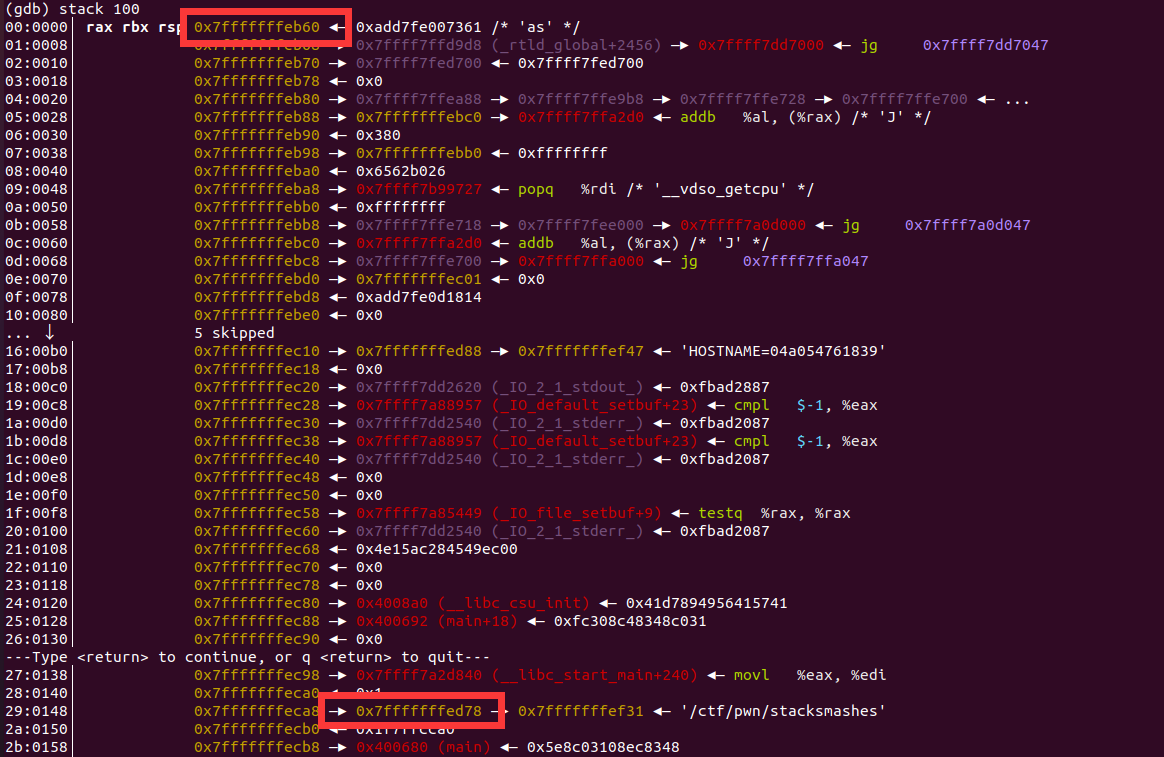 (gdb) stack 100
00:0000│ rax rbx rsp 0x7fffffffeb60 ◂— 0xadd7fe007361 /* 'as' */
01:0008│ 0x7ffff7ffd9d8 (_rtld_global+2456) —▸ 0x7ffff7dd7000 ◂— jg 0x7ffff7dd7047
02:0010│ 0x7fffffffeb70 —▸ 0x7ffff7fed700 ◂— 0x7ffff7fed700
03:0018│ 0x7fffffffeb78 ◂— 0x0
04:0020│ 0x7fffffffeb80 —▸ 0x7ffff7ffea88 —▸ 0x7ffff7ffe9b8 —▸ 0x7ffff7ffe728 —▸ 0x7ffff7ffe700 ◂— ...
05:0028│ 0x7fffffffeb88 —▸ 0x7fffffffebc0 —▸ 0x7ffff7ffa2d0 ◂— addb %al, (%rax) /* 'J' */
06:0030│ 0x7fffffffeb90 ◂— 0x380
07:0038│ 0x7fffffffeb98 —▸ 0x7fffffffebb0 ◂— 0xffffffff
08:0040│ 0x7fffffffeba0 ◂— 0x6562b026
09:0048│ 0x7fffffffeba8 —▸ 0x7ffff7b99727 ◂— popq %rdi /* '__vdso_getcpu' */
0a:0050│ 0x7fffffffebb0 ◂— 0xffffffff
0b:0058│ 0x7fffffffebb8 —▸ 0x7ffff7ffe718 —▸ 0x7ffff7fee000 —▸ 0x7ffff7a0d000 ◂— jg 0x7ffff7a0d047
0c:0060│ 0x7fffffffebc0 —▸ 0x7ffff7ffa2d0 ◂— addb %al, (%rax) /* 'J' */
0d:0068│ 0x7fffffffebc8 —▸ 0x7ffff7ffe700 —▸ 0x7ffff7ffa000 ◂— jg 0x7ffff7ffa047
0e:0070│ 0x7fffffffebd0 —▸ 0x7fffffffec01 ◂— 0x0
0f:0078│ 0x7fffffffebd8 ◂— 0xadd7fe0d1814
10:0080│ 0x7fffffffebe0 ◂— 0x0
... ↓ 5 skipped
16:00b0│ 0x7fffffffec10 —▸ 0x7fffffffed88 —▸ 0x7fffffffef47 ◂— 'HOSTNAME=04a054761839'
17:00b8│ 0x7fffffffec18 ◂— 0x0
18:00c0│ 0x7fffffffec20 —▸ 0x7ffff7dd2620 (_IO_2_1_stdout_) ◂— 0xfbad2887
19:00c8│ 0x7fffffffec28 —▸ 0x7ffff7a88957 (_IO_default_setbuf+23) ◂— cmpl $-1, %eax
1a:00d0│ 0x7fffffffec30 —▸ 0x7ffff7dd2540 (_IO_2_1_stderr_) ◂— 0xfbad2087
1b:00d8│ 0x7fffffffec38 —▸ 0x7ffff7a88957 (_IO_default_setbuf+23) ◂— cmpl $-1, %eax
1c:00e0│ 0x7fffffffec40 —▸ 0x7ffff7dd2540 (_IO_2_1_stderr_) ◂— 0xfbad2087
1d:00e8│ 0x7fffffffec48 ◂— 0x0
1e:00f0│ 0x7fffffffec50 ◂— 0x0
1f:00f8│ 0x7fffffffec58 —▸ 0x7ffff7a85449 (_IO_file_setbuf+9) ◂— testq %rax, %rax
20:0100│ 0x7fffffffec60 —▸ 0x7ffff7dd2540 (_IO_2_1_stderr_) ◂— 0xfbad2087
21:0108│ 0x7fffffffec68 ◂— 0x4e15ac284549ec00
22:0110│ 0x7fffffffec70 ◂— 0x0
23:0118│ 0x7fffffffec78 ◂— 0x0
24:0120│ 0x7fffffffec80 —▸ 0x4008a0 (__libc_csu_init) ◂— 0x41d7894956415741
25:0128│ 0x7fffffffec88 —▸ 0x400692 (main+18) ◂— 0xfc308c48348c031
26:0130│ 0x7fffffffec90 ◂— 0x0
---Type <return> to continue, or q <return> to quit---
27:0138│ 0x7fffffffec98 —▸ 0x7ffff7a2d840 (__libc_start_main+240) ◂— movl %eax, %edi
28:0140│ 0x7fffffffeca0
29:0148│ 0x7fffffffeca8 —▸ 0x7fffffffed78 —▸ 0x7fffffffef31 ◂— '/ctf/pwn/stacksmashes'
2a:0150│ 0x7fffffffecb0 ◂— 0x1f7ffcca0
2b:0158│ 0x7fffffffecb8 —▸ 0x400680 (main) ◂— 0x5e8c03108ec8348